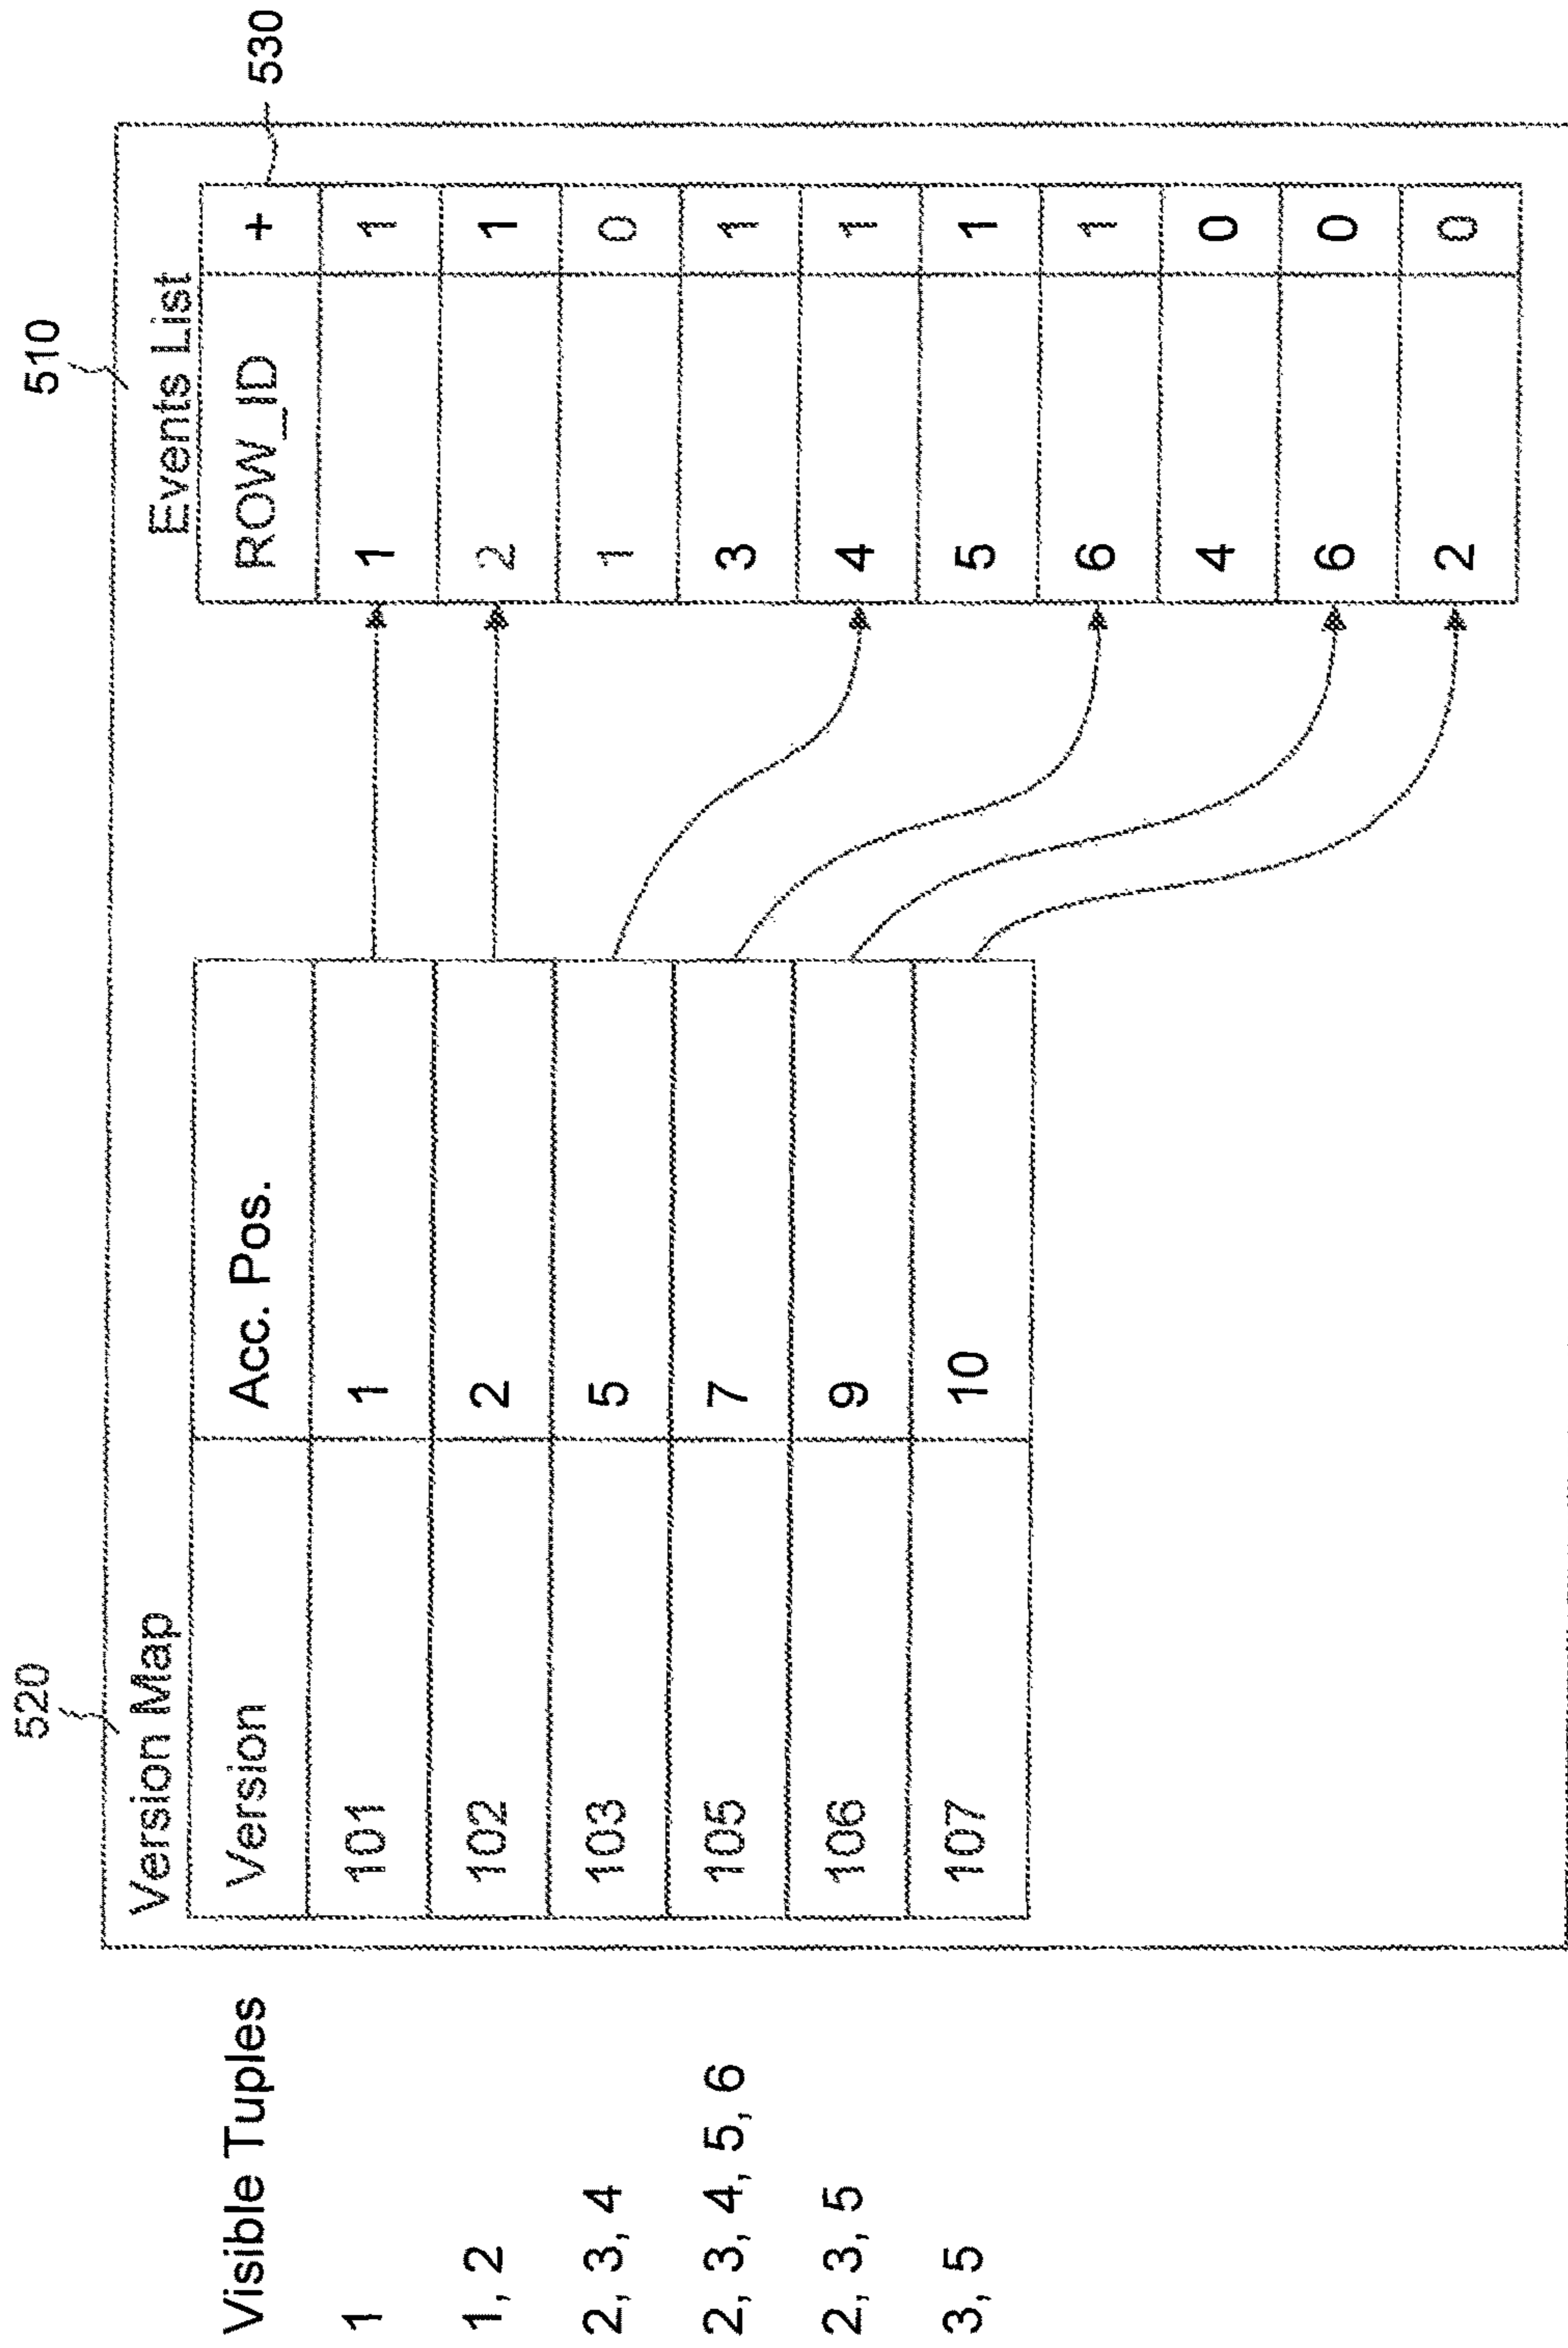 520
510
Version Map
Events List
530
Visible Tuples
Version Acc. Pos.
ROW_ID +
1
101 1
1 1
1, 2
102 2
2 1
2, 3, 4
103 5
1 0
2, 3, 4, 5, 6
105 7
3 1
2, 3, 5
106 9
4 1
3, 5
107 10
5 1
6 1
4 0
6 0
2 0